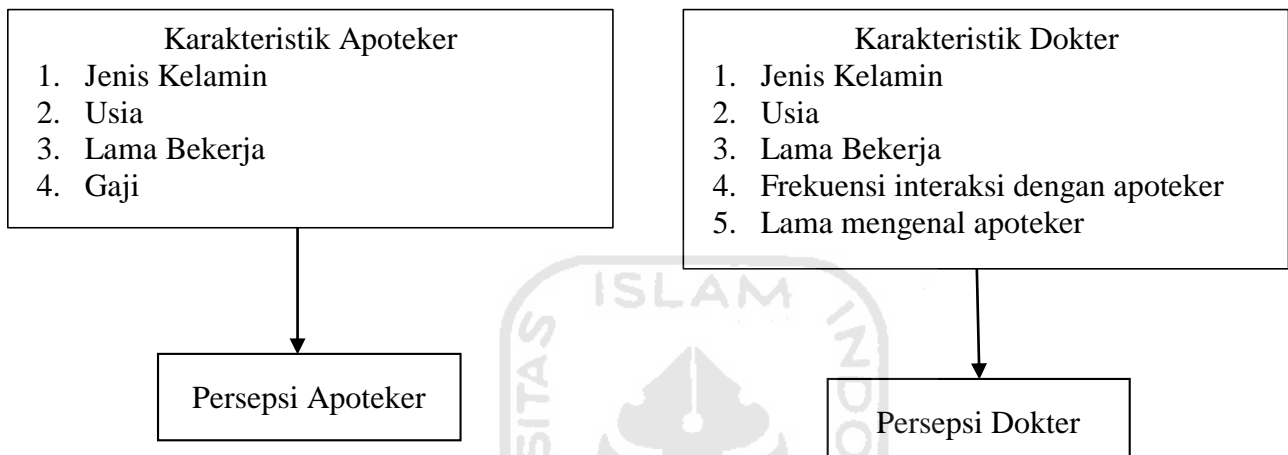 Karakteristik Apoteker
1. Jenis Kelamin
2. Usia
3. Lama Bekerja
4. Gaji
Karakteristik Dokter
1. Jenis Kelamin
2. Usia
3. Lama Bekerja
4. Frekuensi interaksi dengan apoteker
5. Lama mengenal apoteker
ISLAM
Persepsi Apoteker
Persepsi Dokter